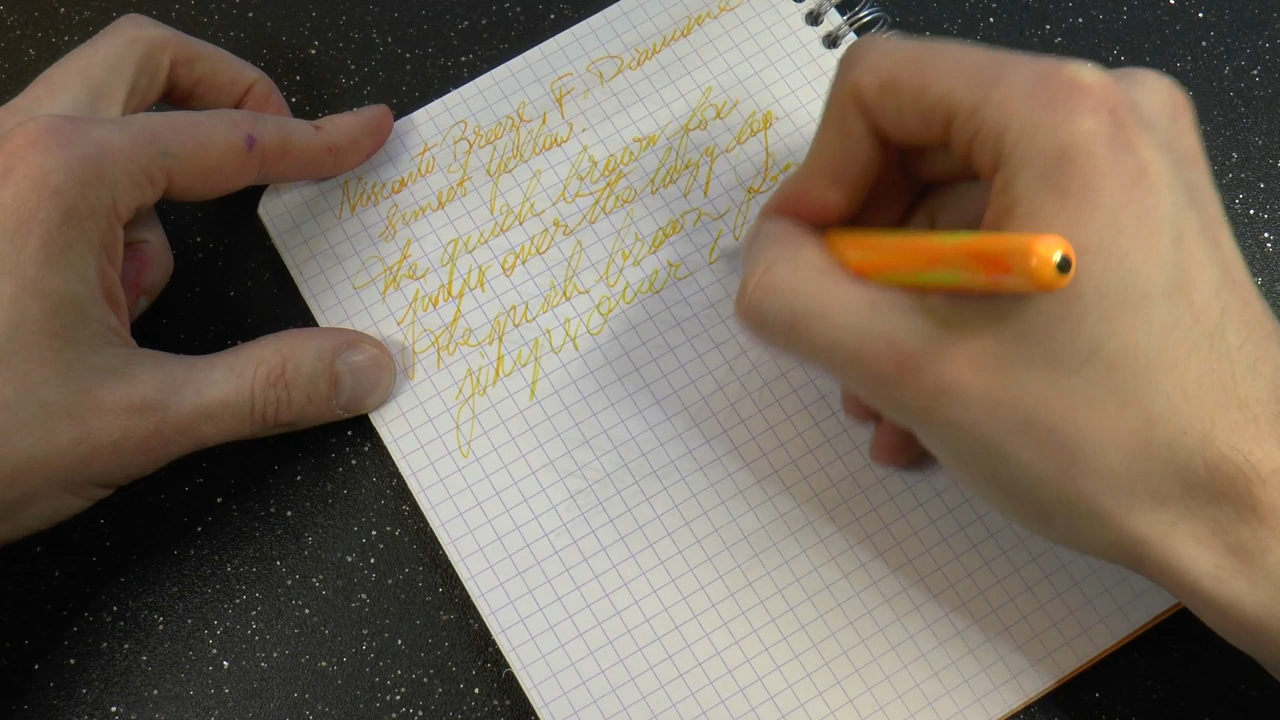 Visconti Breeze, F. Diamine
Sunset Yellow.
the quick brown fox
jumps over the lazy dog.
the quick brown fox
jumps over t